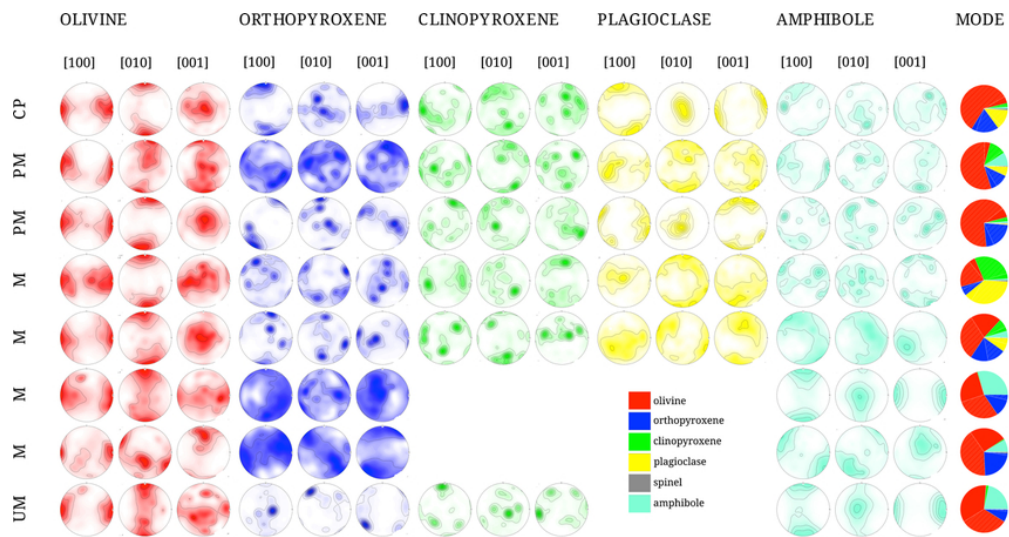 OLIVINE ORTHOPYROXENE CLINOPYROXENE PLAGIOCLASE AMPHIBOLE MODE
[100] [010] [001] [100] [010] [001] [100] [010] [001] [100] [010] [001] [100] [010] [001]
CP
PM
PM
M
M
M
M
UM
olivine
orthopyroxene
clinopyroxene
plagioclase
spinel
amphibole